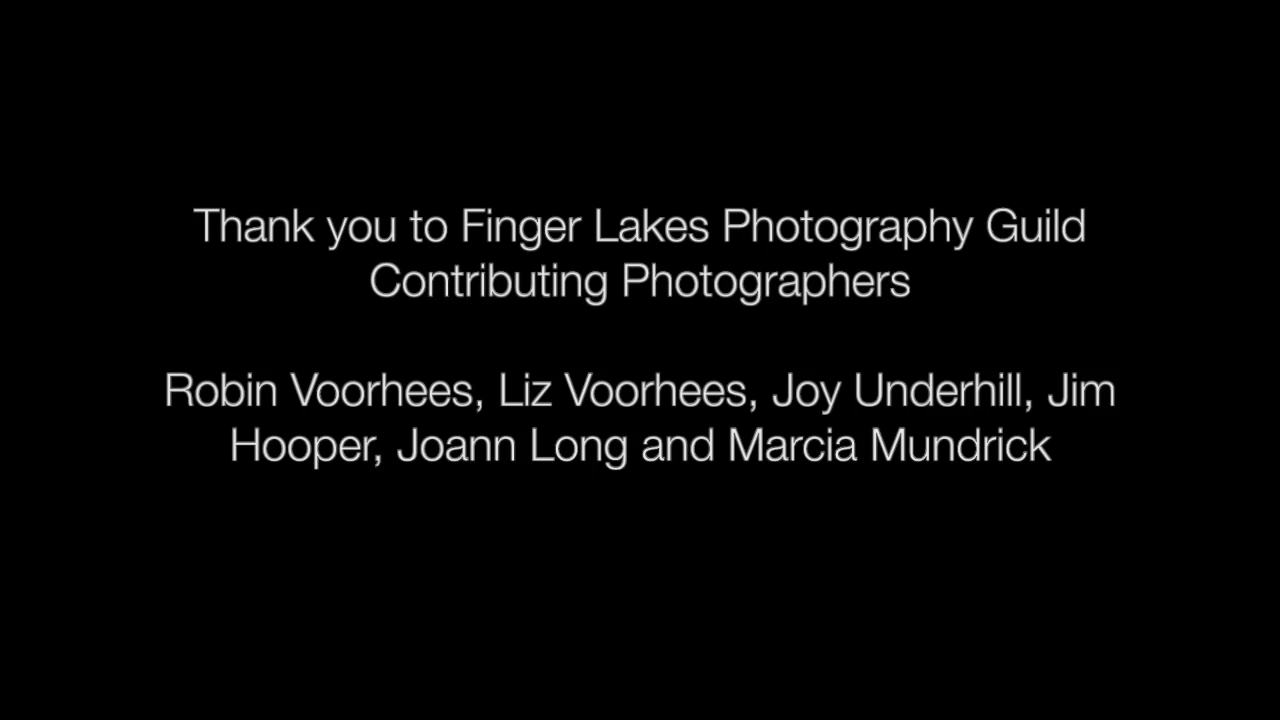 Thank you to Finger Lakes Photography Guild
Contributing Photographers
Robin Voorhees, Liz Voorhees, Joy Underhill, Jim
Hooper, Joann Long and Marcia Mundrick